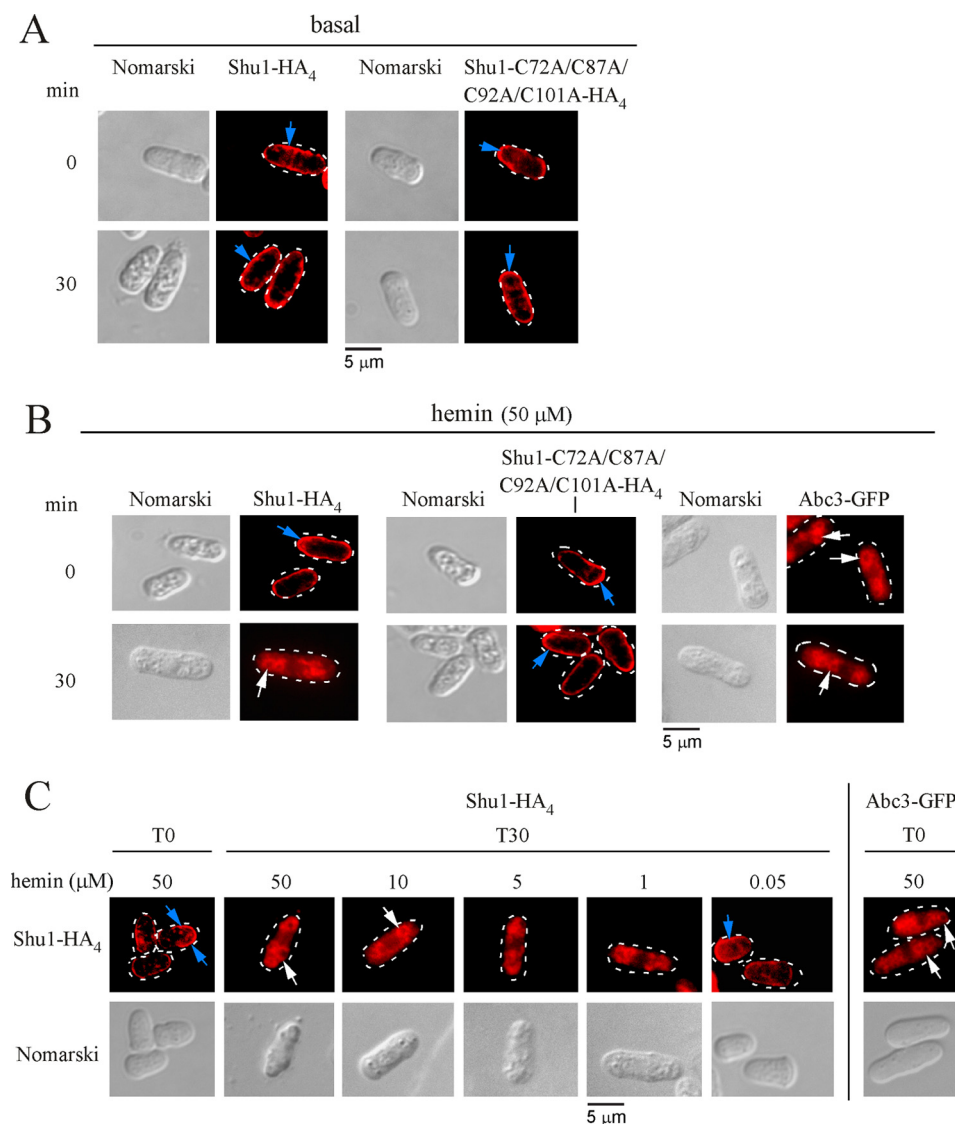 A
basal
Nomarski Shu1-HA4 Nomarski Shu1-C72A/C87A/
C92A/C101A-HA4
min
0
30
5 μm
B
hemin (50 μM)
Shu1-C72A/C87A/
C92A/C101A-HA4
Nomarski Shu1-HA4 Nomarski Abc3-GFP
min
0
30
5 μm
C
Shu1-HA4 Abc3-GFP
T0 T30 T0
hemin (μM) 50 50 10 5 1 0.05 50
Shu1-HA4
Nomarski
5 μm